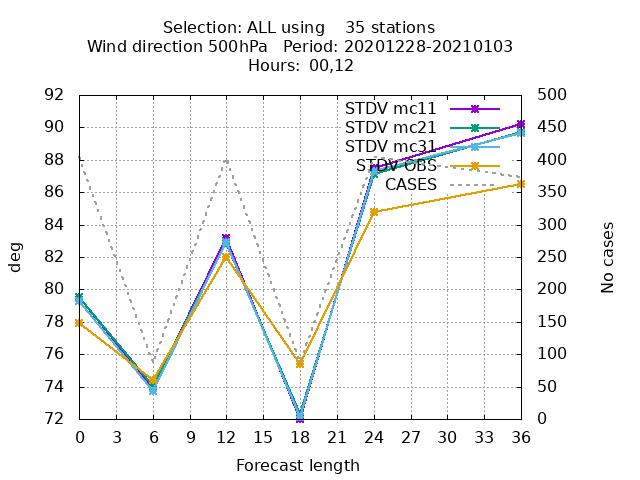 Selection: ALL using 35 stations
Wind direction 500hPa Period: 20201228-20210103
Hours: 00,12
92 500
STDV mc11
90 450
STDV mc21
STDV mc31
88 400
STDV OBS
CASES
86 350
84 300
82 250
80 200
78 150
76 100
74 50
72 0
deg
No cases
0 3 6 9 12 15 18 21 24 27 30 33 36
Forecast length